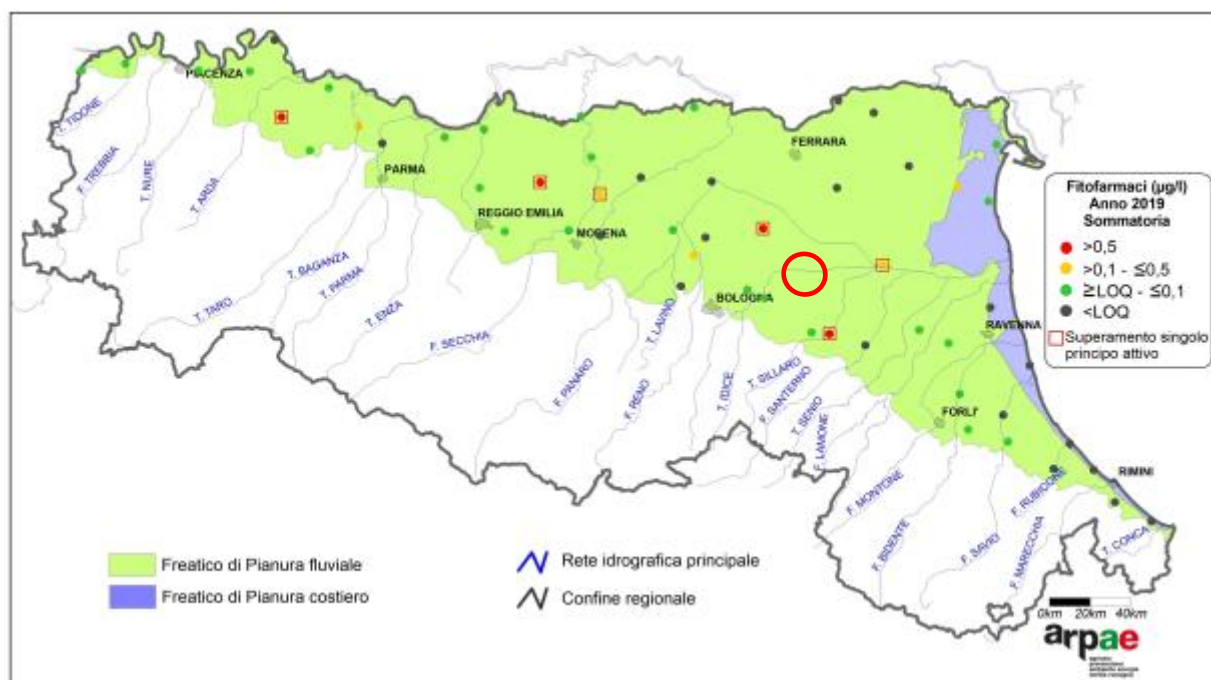 PIACENZA
T. TIDONE
F. TREBBIA
T. NURE
T. ARDA
PARMA
FERRARA
REGGIO EMILIA
MODENA
T. TARO
T. BAGANZA
T. PARMA
T. ENZA
F. SECCHIA
F. PANARO
T. LAVINO
F. RENO
BOLOGNA
T. IDICE
T. SILLARO
F. SANTERNO
T. SENIO
F. LAMONE
RAVENNA
FORLI'
F. MONTONE
F. BIDENTE
F. SAVIO
F. RUBICONE
F. MARECCHIA
RIMINI
T. CONCA
Fitofarmaci (µg/l)
Anno 2019
Sommatoria
>0,5
>0,1 - ≤0,5
≥LOQ - ≤0,1
<LOQ
Superamento singolo
principo attivo
Freatico di Pianura fluviale
Freatico di Pianura costiero
Rete idrografica principale
Confine regionale
0km 20km 40km
arpae